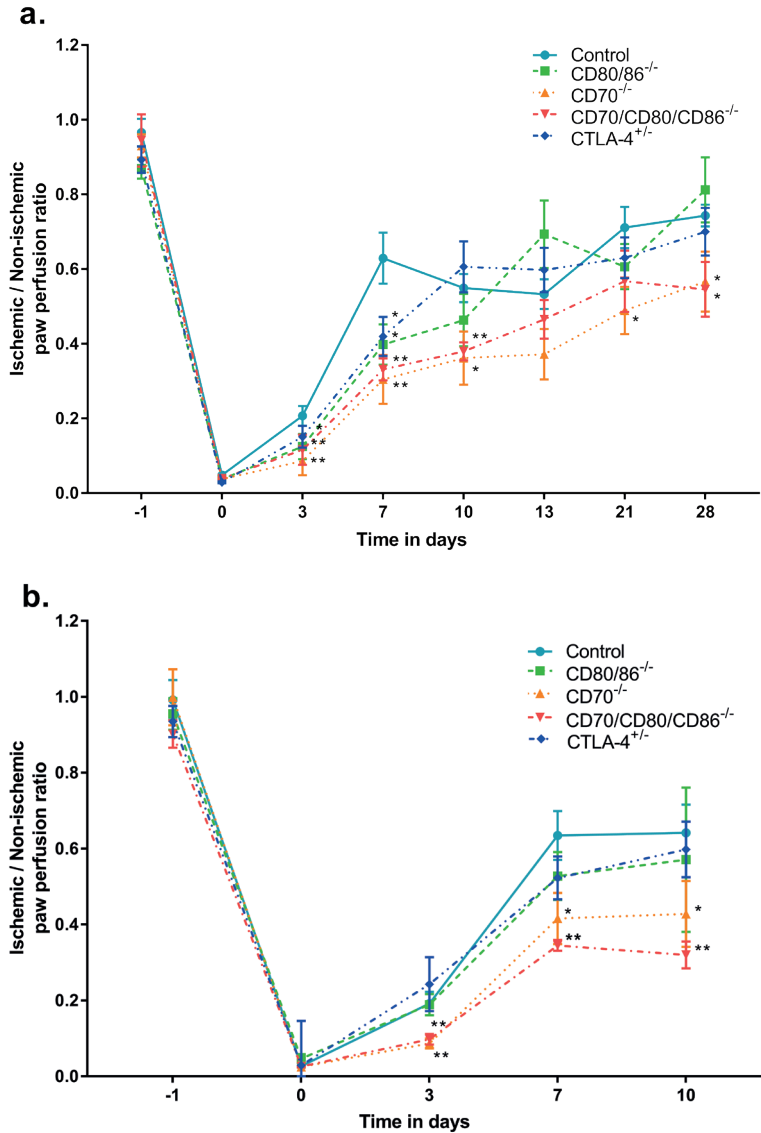 a.
Ischemic / Non-ischemic
paw perfusion ratio
1.2
1.0
0.8
0.6
0.4
0.2
0.0
Control
CD80/86-/-
CD70-/-
CD70/CD80/CD86-/-
CTLA-4+/-
*
**
**
*
*
**
**
**
*
*
*
*
-1 0 3 7 10 13 21 28
Time in days
b.
Ischemic / Non-ischemic
paw perfusion ratio
1.2
1.0
0.8
0.6
0.4
0.2
0.0
Control
CD80/86-/-
CD70-/-
CD70/CD80/CD86-/-
CTLA-4+/-
**
**
*
**
*
**
-1 0 3 7 10
Time in days